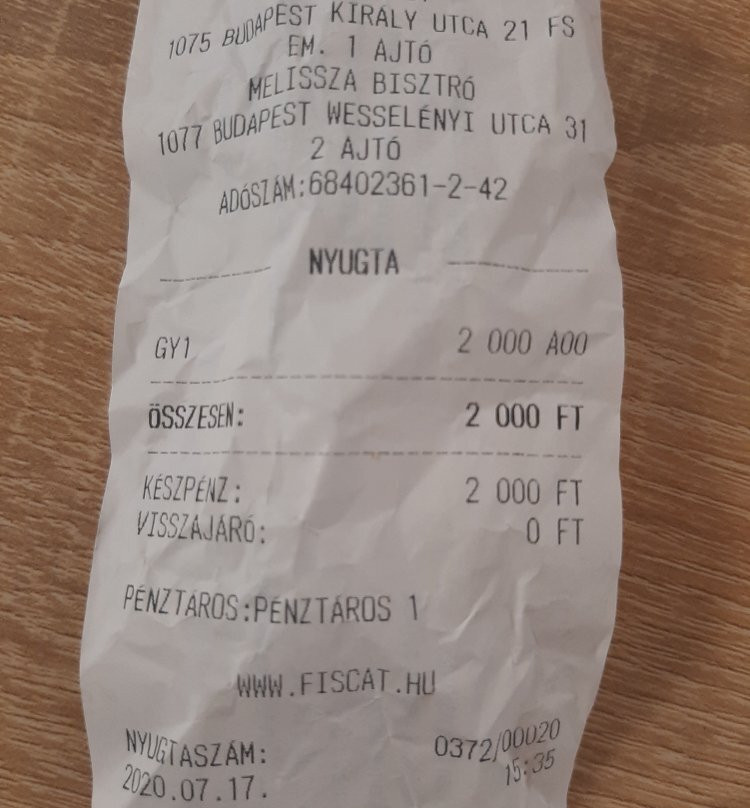 1075 BUDAPEST KIRÁLY UTCA 21 FS
EM. 1 AJTÓ
MELISSZA BISZTRÓ
1077 BUDAPEST WESSELÉNYI UTCA 31
2 AJTÓ
ADÓSZÁM:68402361-2-42
NYUGTA
GY1 2 000 A00
ÖSSZESEN: 2 000 FT
KÉSZPÉNZ: 2 000 FT
VISSZAJÁRÓ: 0 FT
PÉNZTÁROS:PÉNZTÁROS 1
WWW.FISCAT.HU
NYUGTASZÁM: 0372/00020
2020.07.17. 15:35